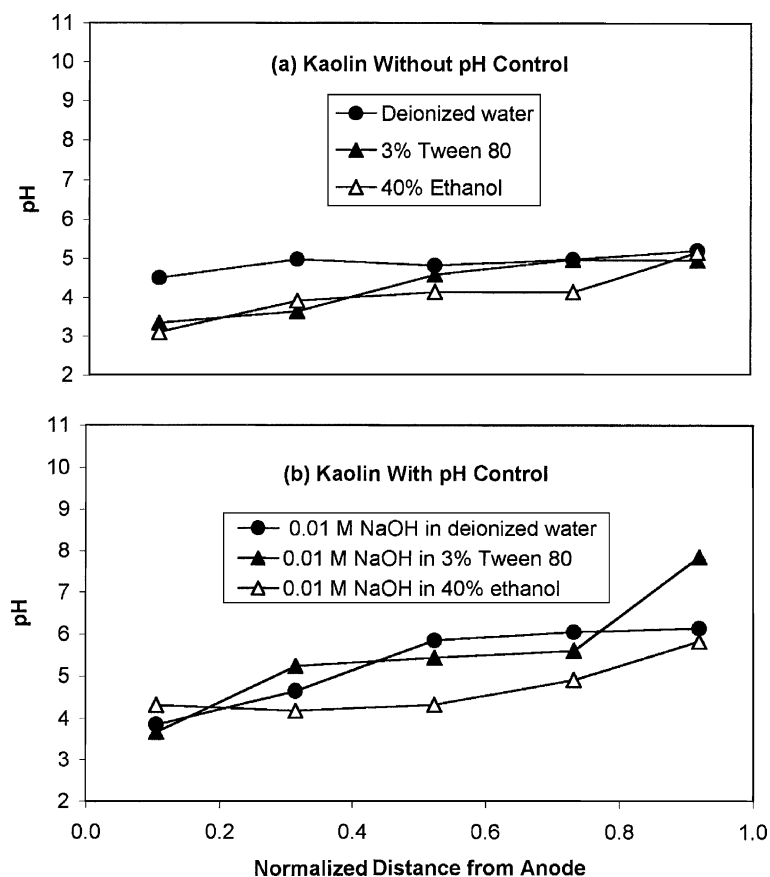 11
10
9
8
7
6
5
4
3
2
pH
(a) Kaolin Without pH Control
Deionized water
3% Tween 80
40% Ethanol
11
10
9
8
7
6
5
4
3
2
pH
(b) Kaolin With pH Control
0.01 M NaOH in deionized water
0.01 M NaOH in 3% Tween 80
0.01 M NaOH in 40% ethanol
0.0 0.2 0.4 0.6 0.8 1.0
Normalized Distance from Anode